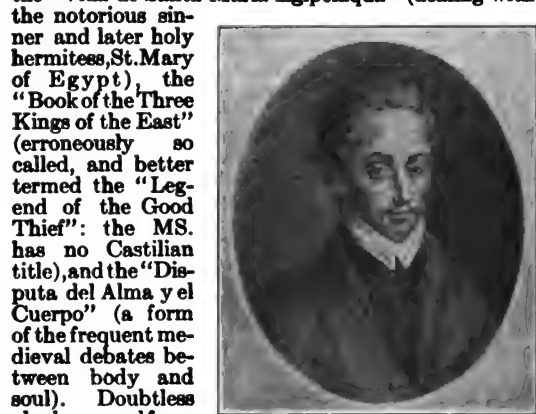 the notorious sin-
ner and later holy
hermitess, St. Mary
of Egypt), the
“Book of the Three
Kings of the East”
(erroneously so
called, and better
termed the “Leg-
end of the Good
Thief”: the MS.
has no Castilian
title), and the “Dis-
puta del Alma y el
Cuerpo” (a form
of the frequent me-
dieval debates be-
tween body and
soul). Doubtless